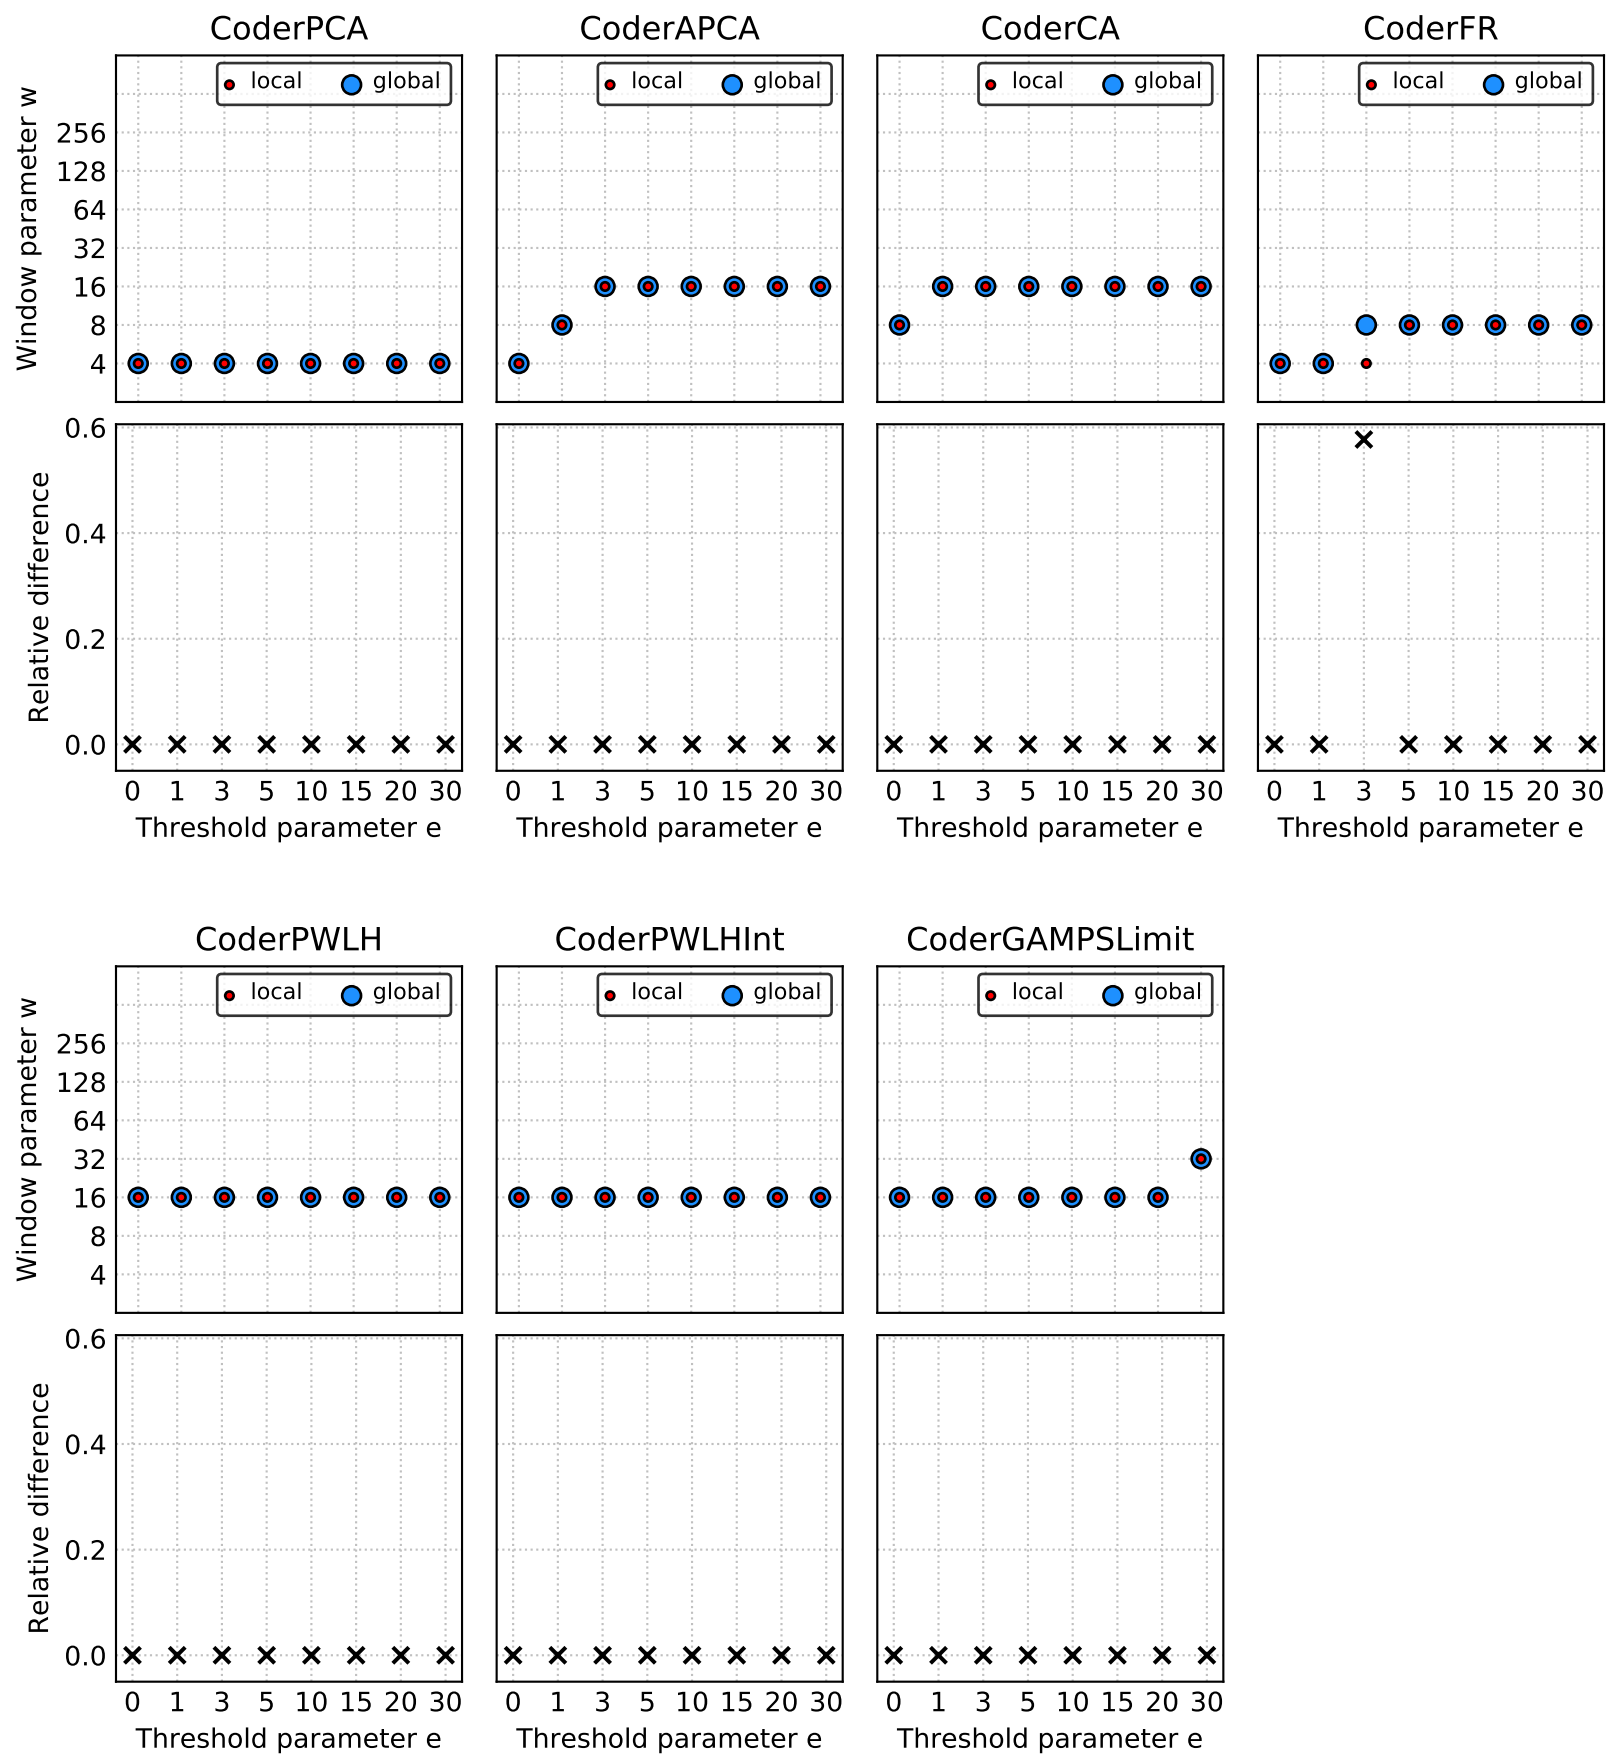 CoderPCA CoderAPCA CoderCA CoderFR
local global local global local global local global
Window parameter w
256
128
64
32
16
8
4
Relative difference
0.6
0.4
0.2
0.0
0 1 3 5 10 15 20 30 0 1 3 5 10 15 20 30 0 1 3 5 10 15 20 30 0 1 3 5 10 15 20 30
Threshold parameter e Threshold parameter e Threshold parameter e Threshold parameter e
CoderPWLH CoderPWLHInt CoderGAMPSLimit
local global local global local global
Window parameter w
256
128
64
32
16
8
4
Relative difference
0.6
0.4
0.2
0.0
0 1 3 5 10 15 20 30 0 1 3 5 10 15 20 30 0 1 3 5 10 15 20 30
Threshold parameter e Threshold parameter e Threshold parameter e